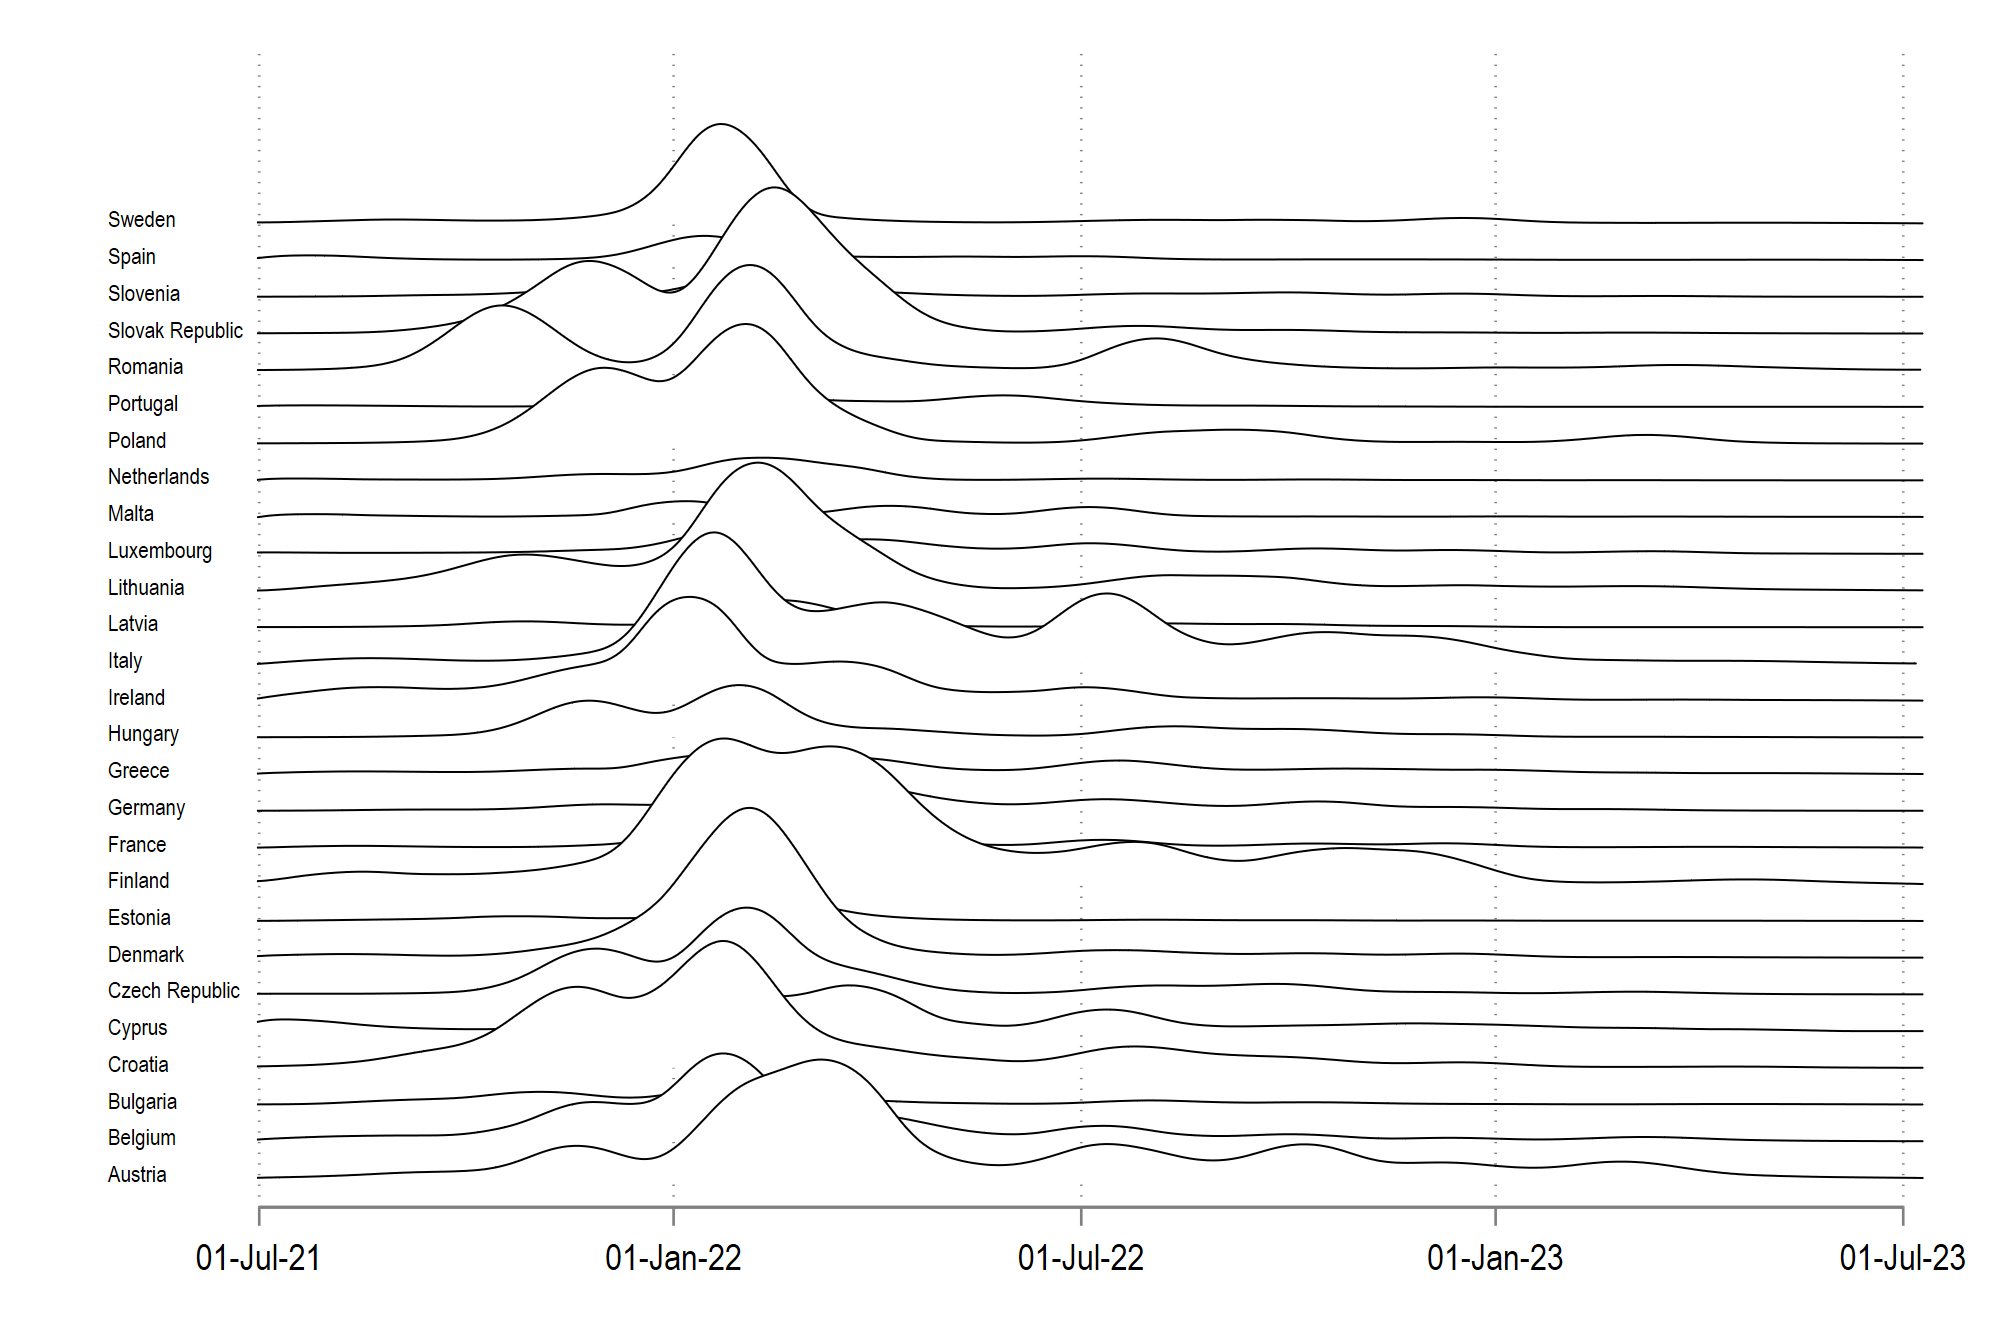 Sweden
Spain
Slovenia
Slovak Republic
Romania
Portugal
Poland
Netherlands
Malta
Luxembourg
Lithuania
Latvia
Italy
Ireland
Hungary
Greece
Germany
France
Finland
Estonia
Denmark
Czech Republic
Cyprus
Croatia
Bulgaria
Belgium
Austria
01-Jul-21 01-Jan-22 01-Jul-22 01-Jan-23 01-Jul-23